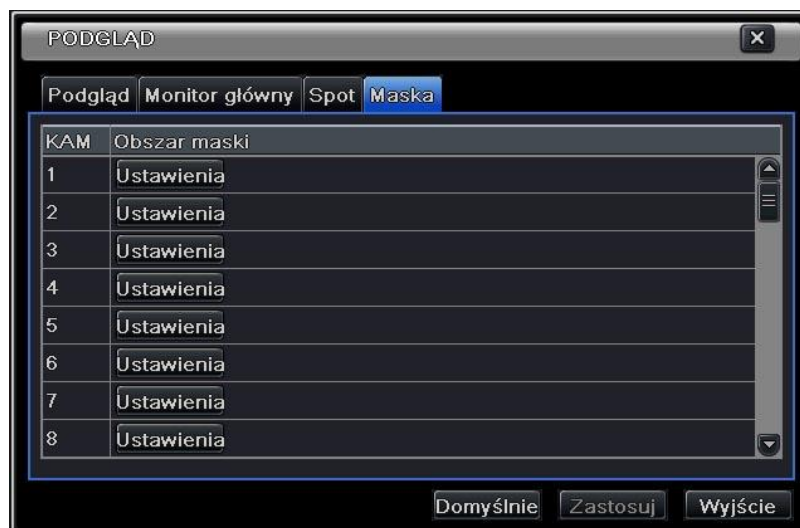 PODGLĄD
Podgląd Monitor główny Spot Maska
KAM Obszar maski
1 Ustawienia
2 Ustawienia
3 Ustawienia
4 Ustawienia
5 Ustawienia
6 Ustawienia
7 Ustawienia
8 Ustawienia
Domyślnie Zastosuj Wyjście